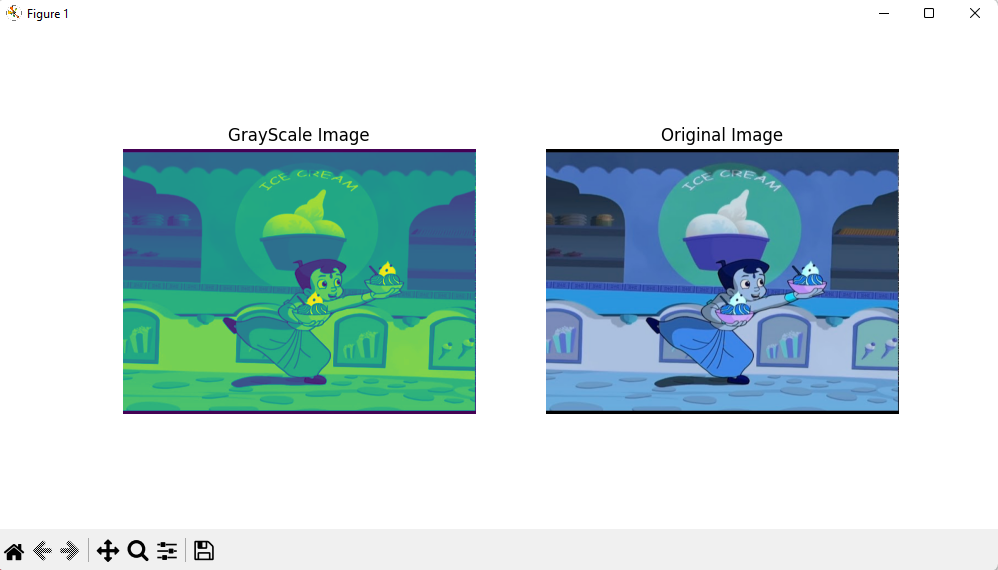 Figure 1
GrayScale Image
Original Image
ICE CREAM
ICE CREAM